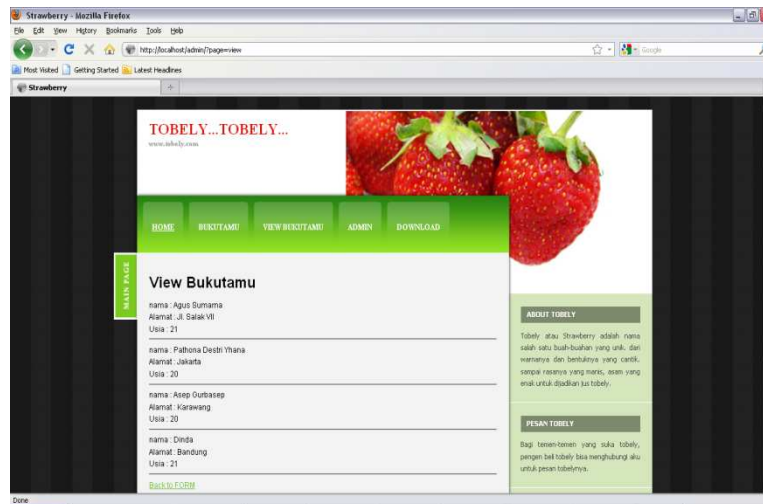 Strawberry - Mozilla Firefox
File Edit View History Bookmarks Tools Help
http://localhost/admin/?page=view
Google
Most Visited Getting Started Latest Headlines
Strawberry
TOBELY...TOBELY...
www.tobely.com
HOME BUKUTAMU VIEW BUKUTAMU ADMIN DOWNLOAD
MAIN PAGE
View Bukutamu
nama : Agus Sumarna
Alamat : Jl. Salak VII
Usia : 21
nama : Pathona Destri Yhana
Alamat : Jakarta
Usia : 20
nama : Asep Gurbasep
Alamat : Karawang
Usia : 20
nama : Dinda
Alamat : Bandung
Usia : 21
Back to FORM
ABOUT TOBELY
Tobely atau Strawberry adalah nama
salah satu buah-buahan yang unik. dari
warnanya dan bentuknya yang cantik.
sampai rasanya yang manis, asam yang
enak untuk dijadikan jus tobely.
PESAN TOBELY
Bagi temen-temen yang suka tobely,
pengen beli tobely bisa menghubungi aku
untuk pesan tobelynya.
Done